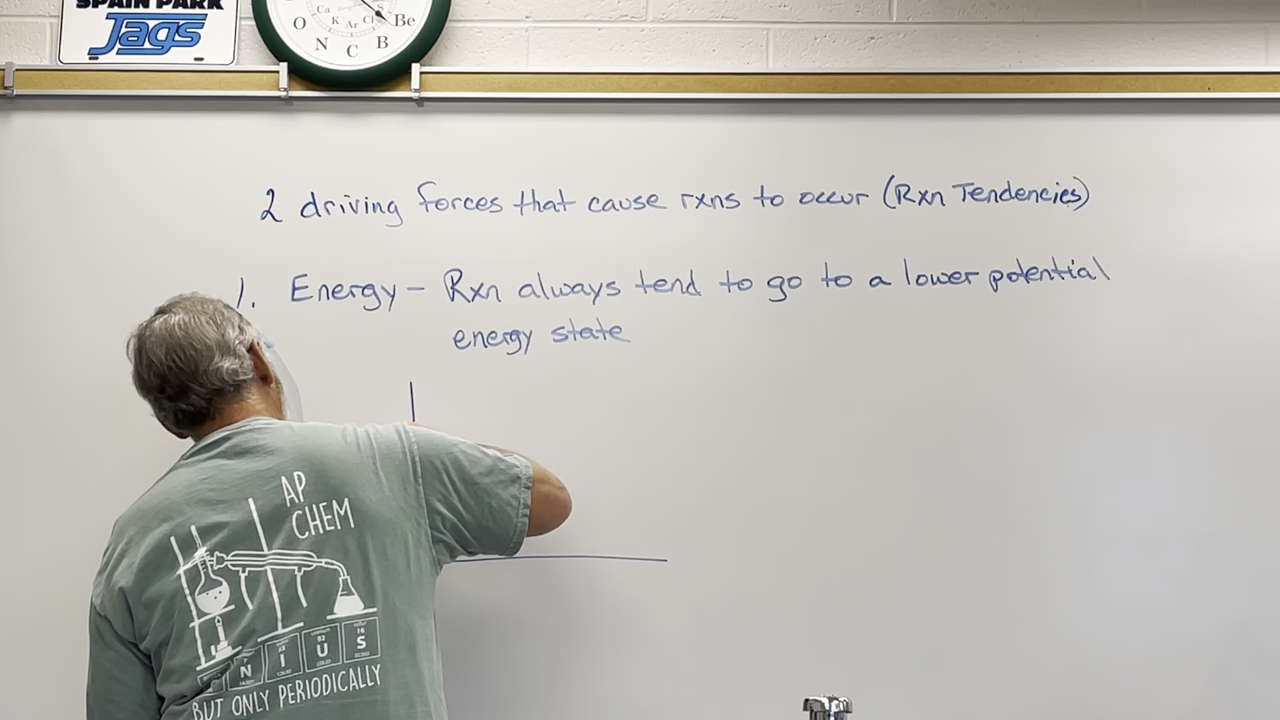 SPAIN PARK
Jags
Ca
K Ar Cl S
O N C B Be
2 driving forces that cause rxns to occur (Rxn Tendencies)
1. Energy – Rxn always tend to go to a lower potential
energy state
AP
CHEM
N I U S
BUT ONLY PERIODICALLY